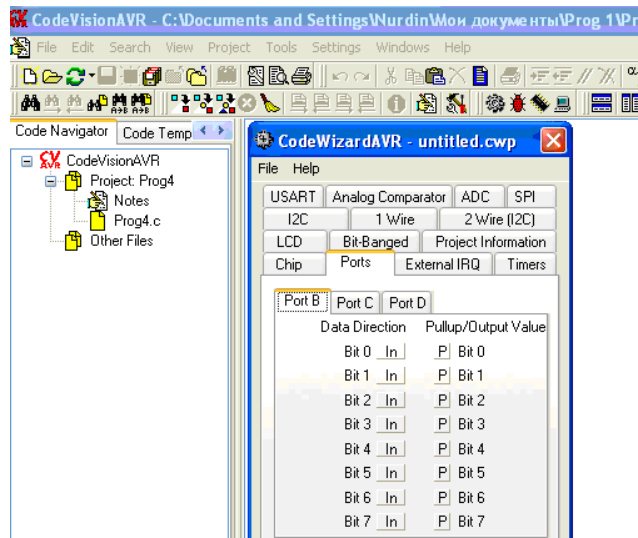 CodeVisionAVR - C:\Documents and Settings\Nurdin\Мои документы\Prog 1\Pr
File Edit Search View Project Tools Settings Windows Help
Code Navigator Code Temp
CodeVisionAVR
Project: Prog4
Notes
Prog4.c
Other Files
CodeWizardAVR - untitled.cwp
File Help
USART Analog Comparator ADC SPI
I2C 1 Wire 2 Wire (I2C)
LCD Bit-Banged Project Information
Chip Ports External IRQ Timers
Port B Port C Port D
Data Direction Pullup/Output Value
Bit 0 In P Bit 0
Bit 1 In P Bit 1
Bit 2 In P Bit 2
Bit 3 In P Bit 3
Bit 4 In P Bit 4
Bit 5 In P Bit 5
Bit 6 In P Bit 6
Bit 7 In P Bit 7